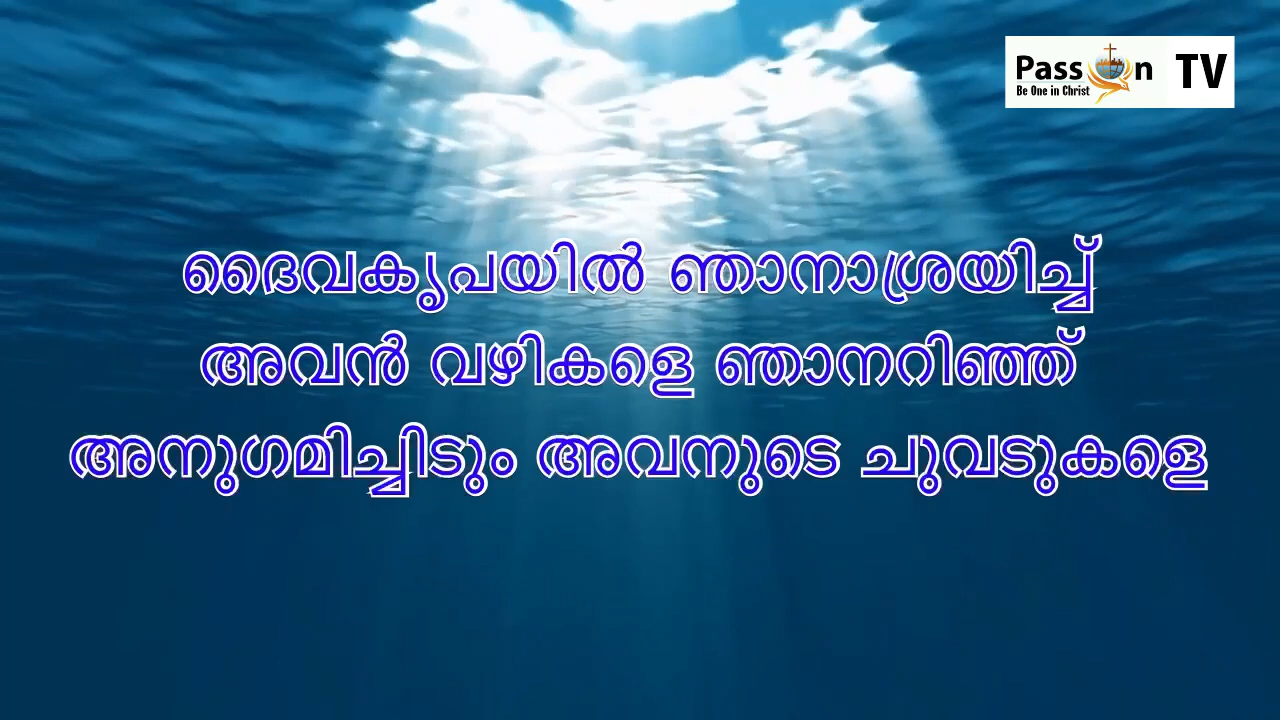 Passion TV
Be One in Christ
ദൈവകൃപയിൽ ഞാനാശ്രയിച്ച്
അവൻ വഴികളെ ഞാനറിഞ്ഞ്
അനുഗമിച്ചിടും അവനുടെ ചുവടുകളെ